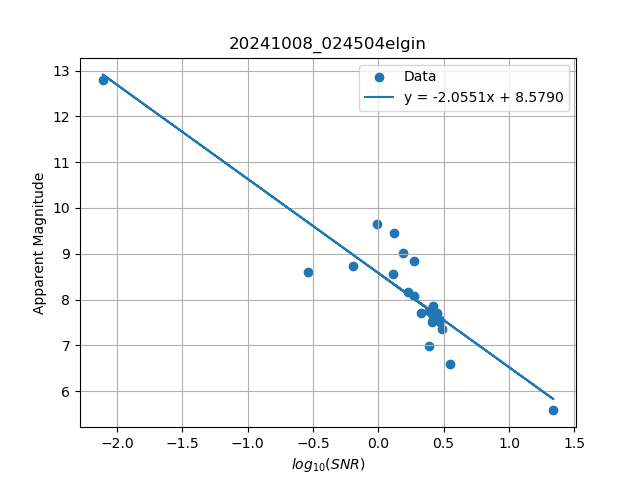 20241008_024504elgin
Data
y = -2.0551x + 8.5790
Apparent Magnitude
13
12
11
10
9
8
7
6
−2.0 −1.5 −1.0 −0.5 0.0 0.5 1.0 1.5
log₁₀(SNR)